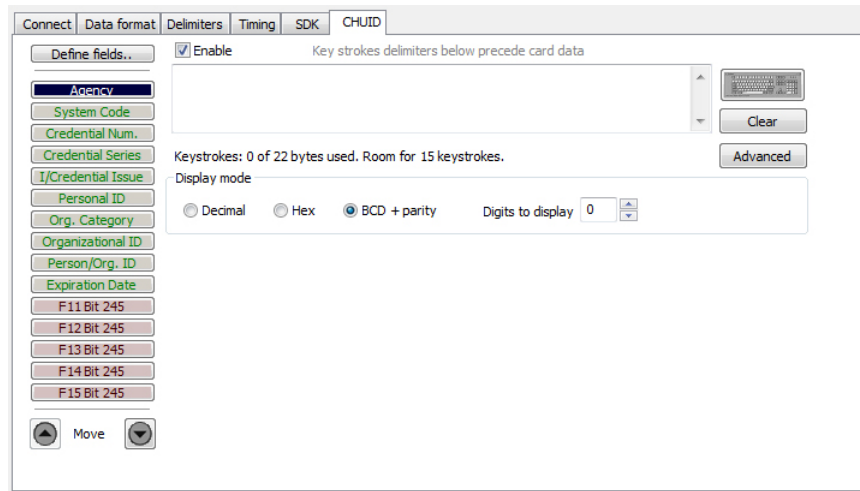 Connect Data format Delimiters Timing SDK CHUID
Define fields..
Enable Key strokes delimiters below precede card data
Agency
System Code
Credential Num.
Clear
Credential Series
Keystrokes: 0 of 22 bytes used. Room for 15 keystrokes.
Advanced
I/Credential Issue
Display mode
Personal ID
Decimal Hex BCD + parity Digits to display 0
Org. Category
Organizational ID
Person/Org. ID
Expiration Date
F11 Bit 245
F12 Bit 245
F13 Bit 245
F14 Bit 245
F15 Bit 245
Move